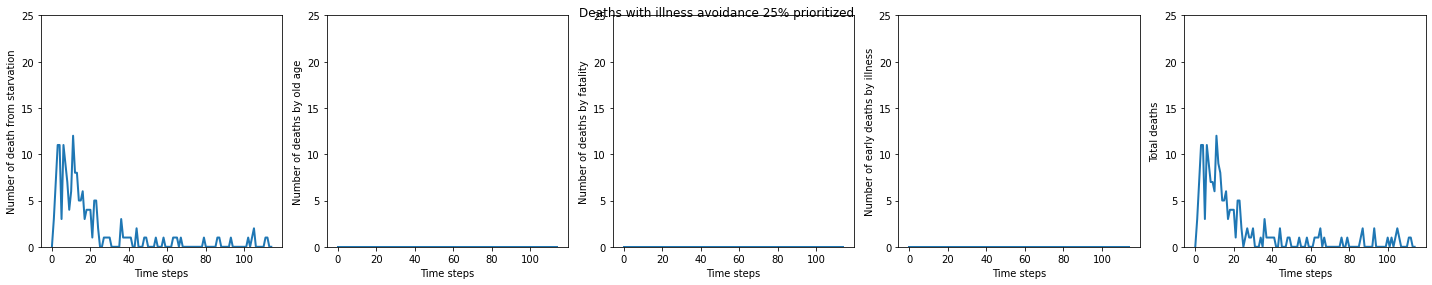 Deaths with illness avoidance 25% prioritized
Number of death from starvation
25
20
15
10
5
0
0 20 40 60 80 100
Time steps
Number of deaths by old age
25
20
15
10
5
0
0 20 40 60 80 100
Time steps
Number of deaths by fatality
25
20
15
10
5
0
0 20 40 60 80 100
Time steps
Number of early deaths by illness
25
20
15
10
5
0
0 20 40 60 80 100
Time steps
Total deaths
25
20
15
10
5
0
0 20 40 60 80 100
Time steps